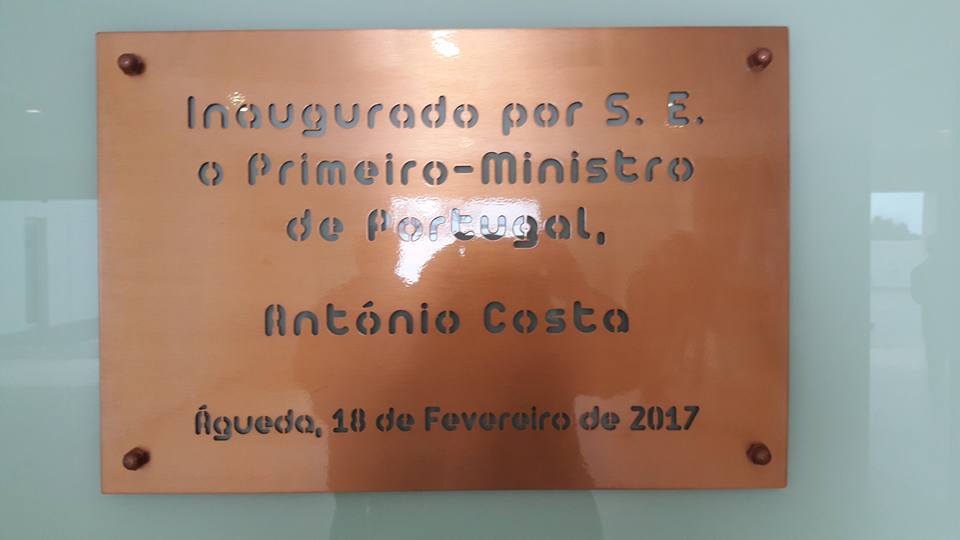 Inaugurado por S. E.
o Primeiro-Ministro
de Portugal,
António Costa
Águeda, 18 de Fevereiro de 2017